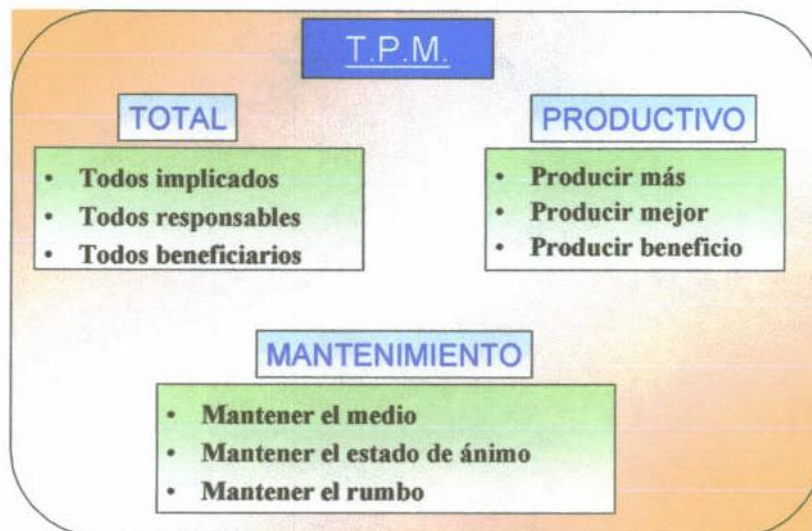 T.P.M.
TOTAL
• Todos implicados
• Todos responsables
• Todos beneficiarios
PRODUCTIVO
• Producir más
• Producir mejor
• Producir beneficio
MANTENIMIENTO
• Mantener el medio
• Mantener el estado de ánimo
• Mantener el rumbo